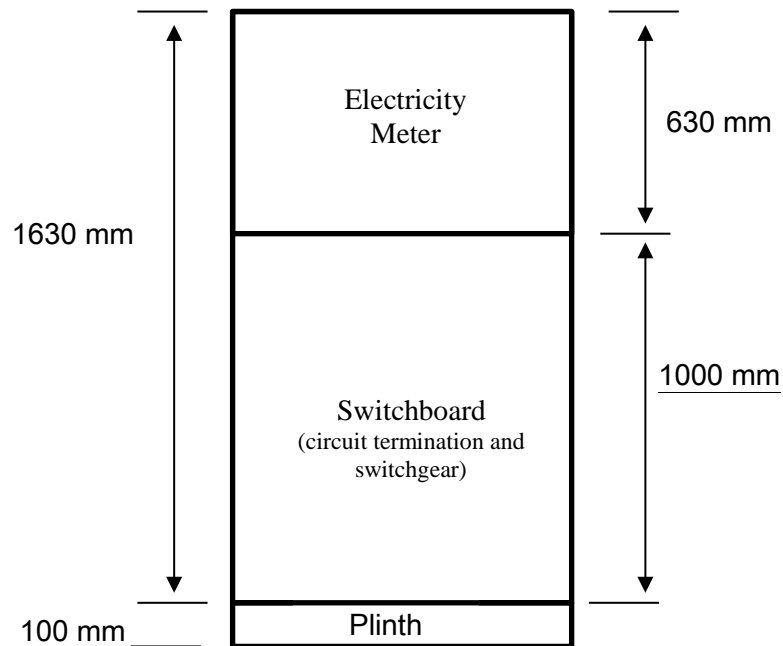 Electricity
Meter
630 mm
1630 mm
1000 mm
Switchboard
(circuit termination and
switchgear)
100 mm
Plinth